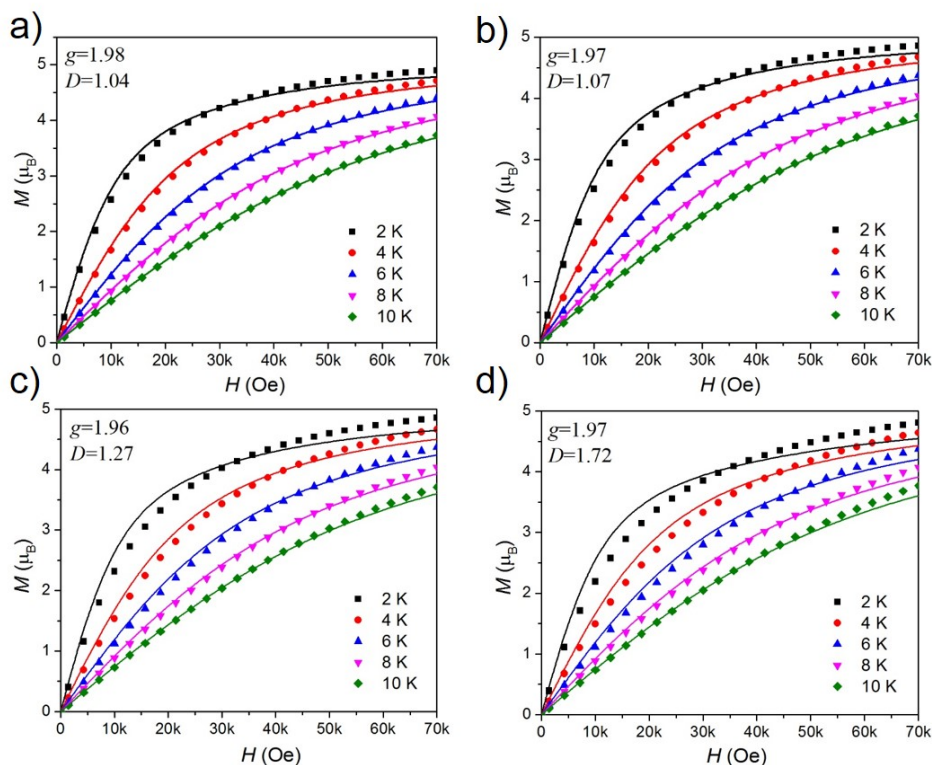 a)
g=1.98
D=1.04
5
4
3
2
1
0
M (μB)
2 K
4 K
6 K
8 K
10 K
0 10k 20k 30k 40k 50k 60k 70k
H (Oe)
b)
g=1.97
D=1.07
5
4
3
2
1
0
M (μB)
2 K
4 K
6 K
8 K
10 K
0 10k 20k 30k 40k 50k 60k 70k
H (Oe)
c)
g=1.96
D=1.27
5
4
3
2
1
0
M (μB)
2 K
4 K
6 K
8 K
10 K
0 10k 20k 30k 40k 50k 60k 70k
H (Oe)
d)
g=1.97
D=1.72
5
4
3
2
1
0
M (μB)
2 K
4 K
6 K
8 K
10 K
0 10k 20k 30k 40k 50k 60k 70k
H (Oe)